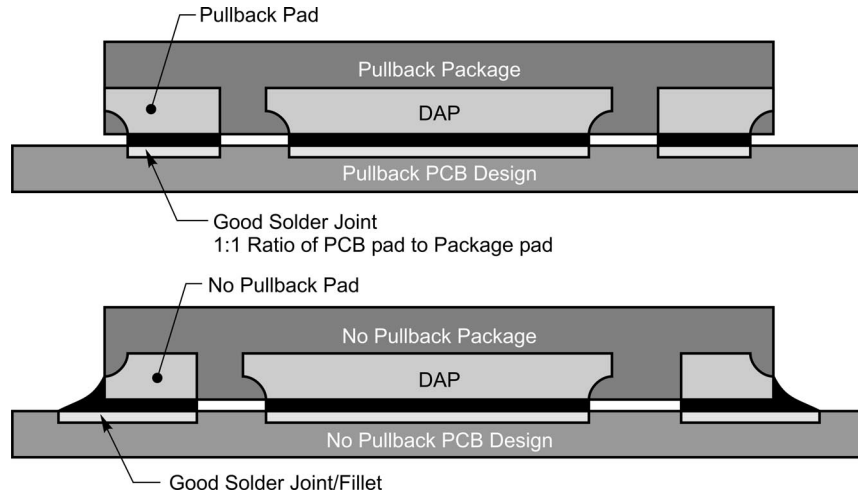 Pullback Pad
Pullback Package
DAP
Pullback PCB Design
Good Solder Joint
1:1 Ratio of PCB pad to Package pad
No Pullback Pad
No Pullback Package
DAP
No Pullback PCB Design
Good Solder Joint/Fillet